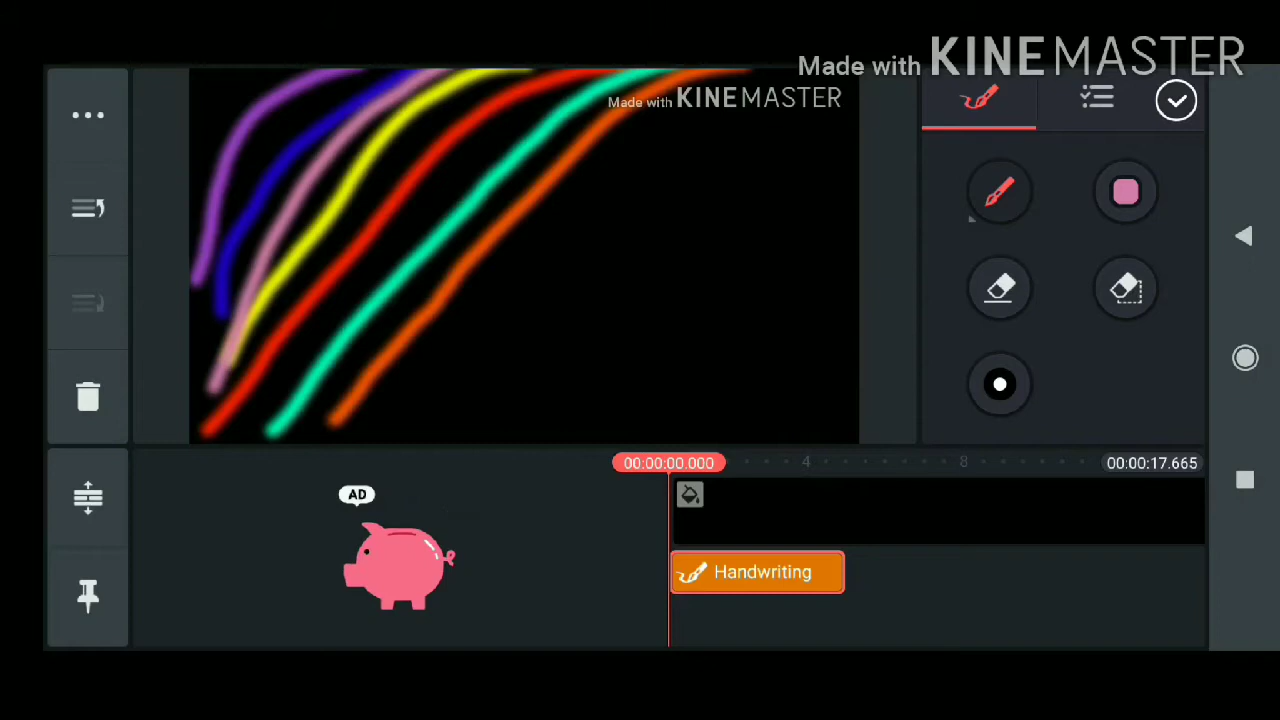 Made with KINEMASTER
Made with KINEMASTER
AD
00:00:00.000
4
8
00:00:17.665
Handwriting